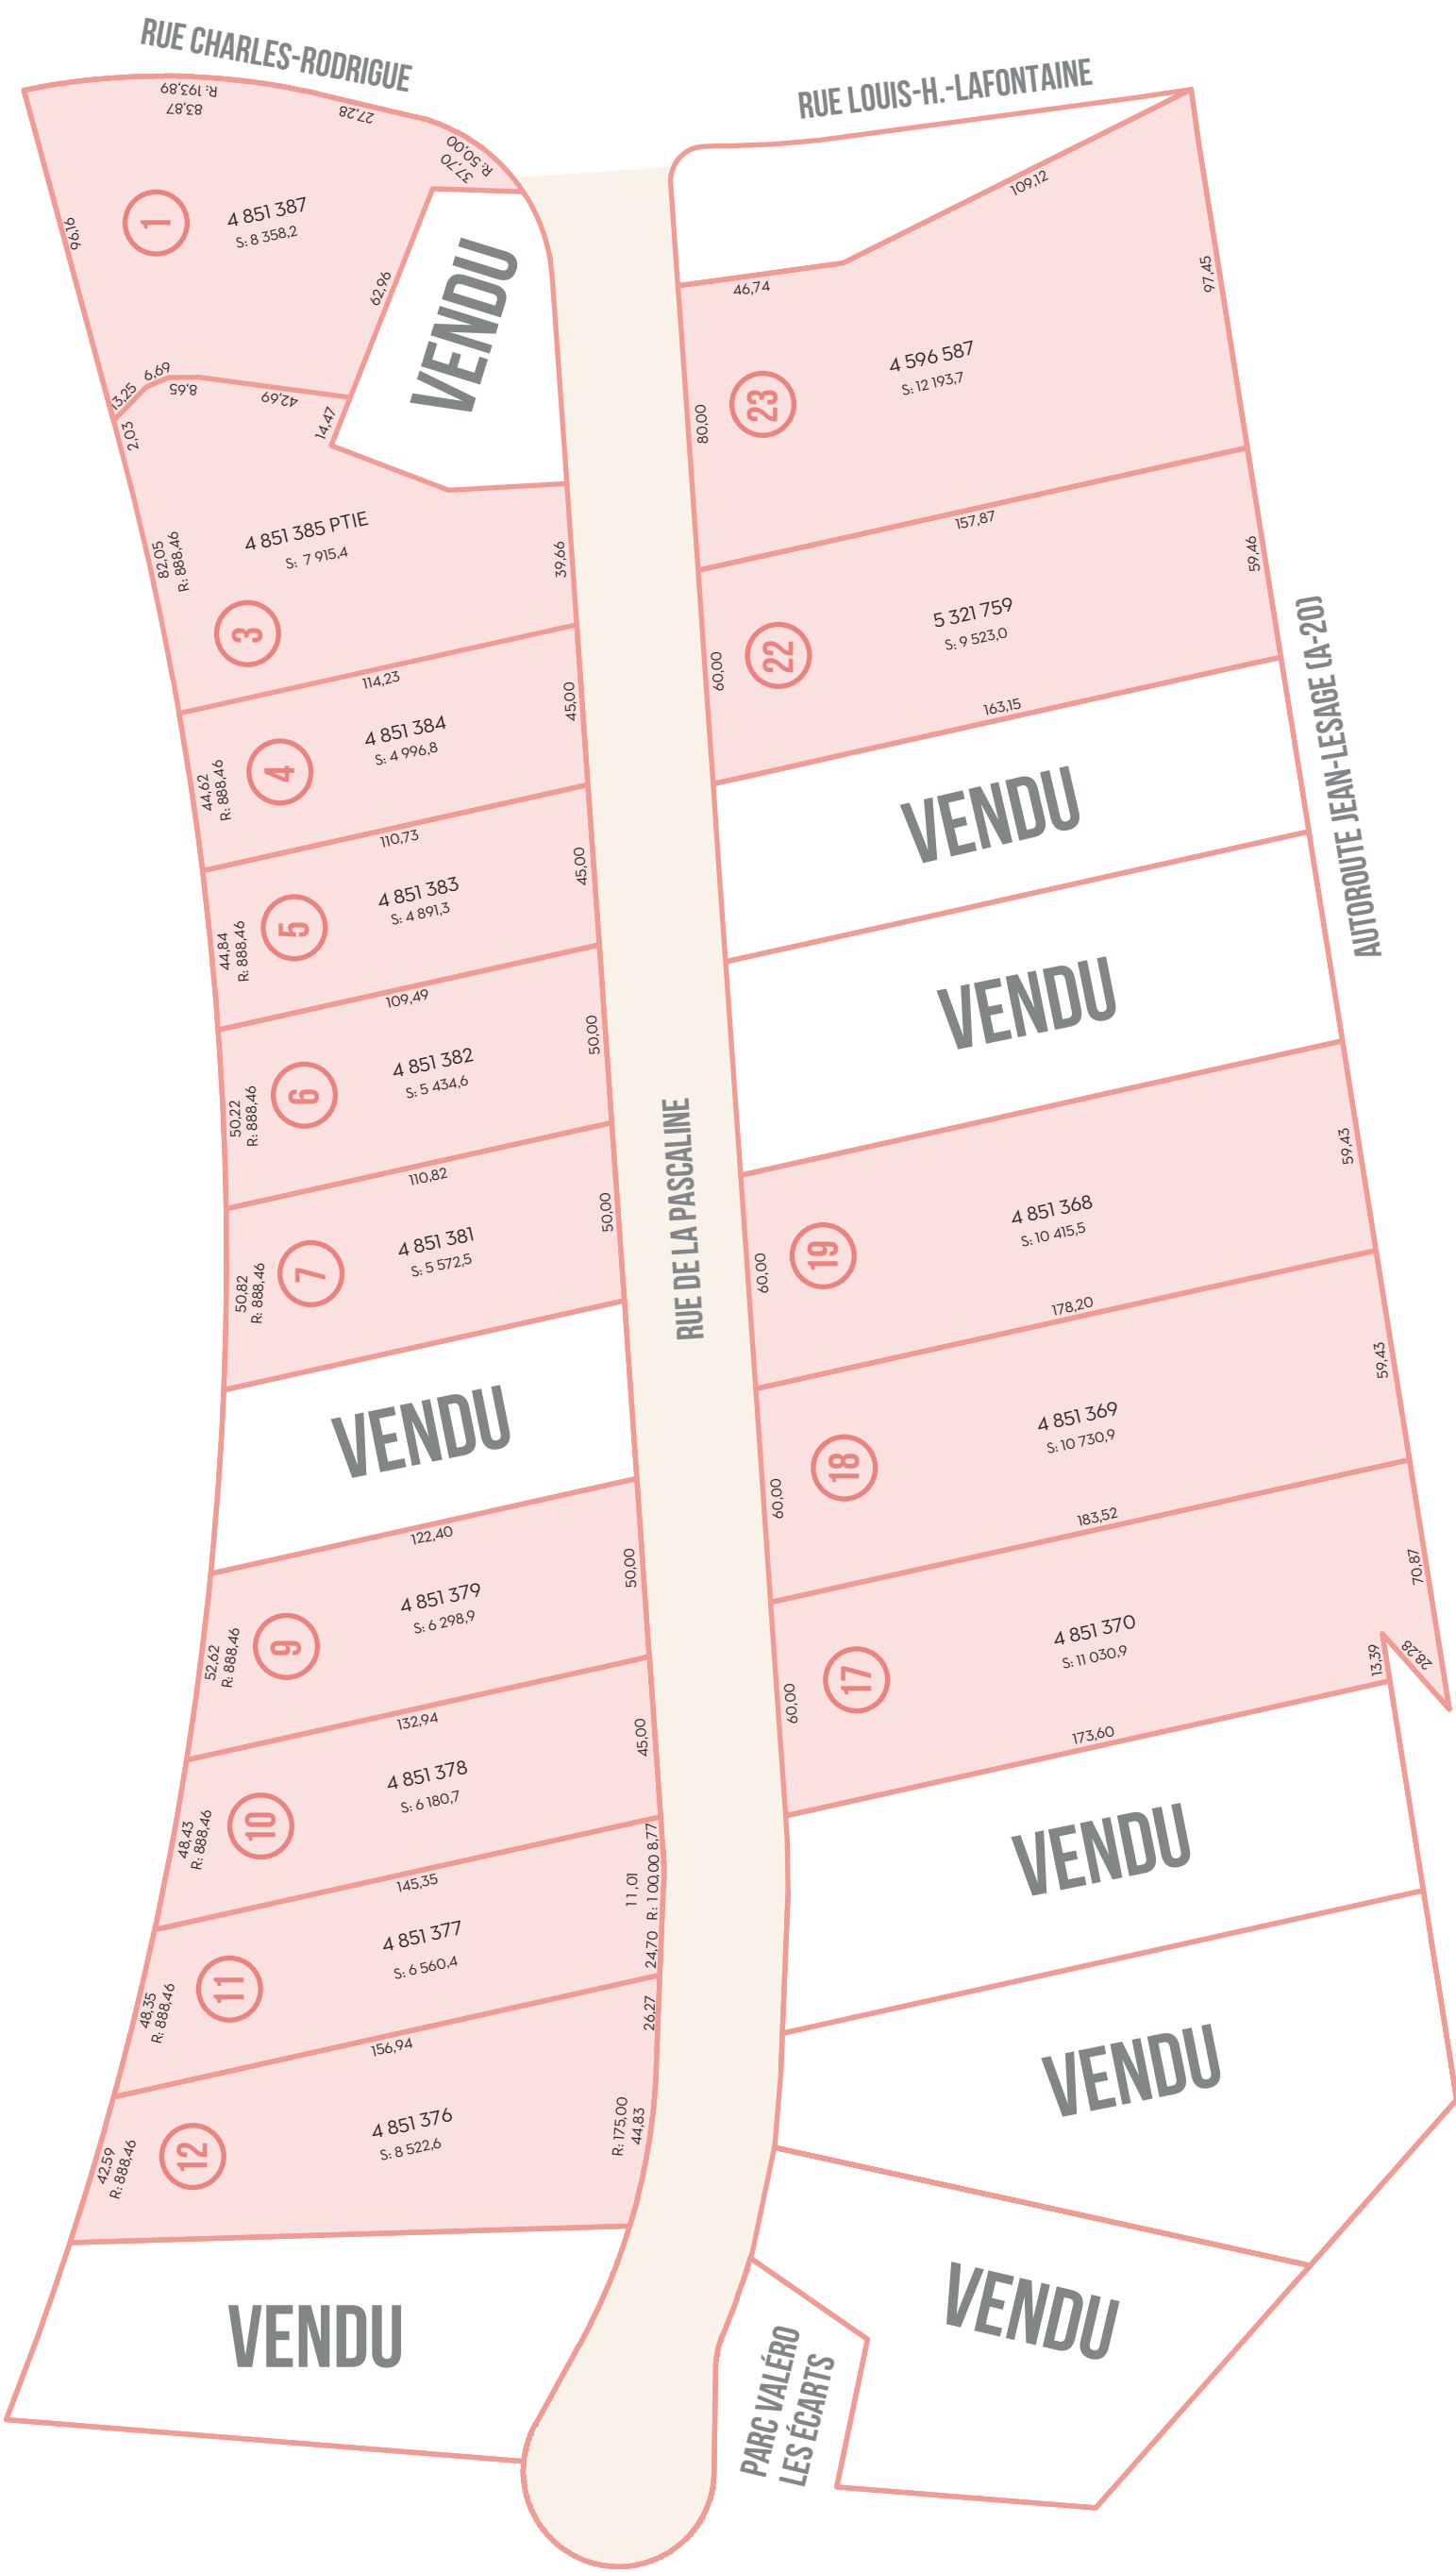 RUE CHARLES-RODRIGUE
R: 193,89
83,87
27,28
R: 50,00
37,70
96,16
1
4 851 387
S: 8 358,2
62,96
VENDU
13,25
6,69
8,65
42,69
14,47
2,03
4 851 385 PTIE
S: 7 915,4
82,05
R: 888,46
39,66
3
114,23
4 851 384
S: 4 996,8
45,00
4
44,62
R: 888,46
110,73
4 851 383
S: 4 891,3
45,00
5
44,84
R: 888,46
109,49
4 851 382
S: 5 434,6
50,00
6
50,22
R: 888,46
110,82
4 851 381
S: 5 572,5
50,00
7
50,82
R: 888,46
VENDU
122,40
4 851 379
S: 6 298,9
50,00
9
52,62
R: 888,46
132,94
4 851 378
S: 6 180,7
45,00
10
48,43
R: 888,46
145,35
4 851 377
S: 6 560,4
11,01
R: 100,00 8,77
24,70
11
48,35
R: 888,46
156,94
26,27
4 851 376
S: 8 522,6
R: 175,00
44,83
12
42,59
R: 888,46
VENDU
RUE DE LA PASCALINE
RUE LOUIS-H.-LAFONTAINE
109,12
46,74
97,45
4 596 587
S: 12 193,7
23
80,00
157,87
59,46
5 321 759
S: 9 523,0
22
60,00
163,15
VENDU
AUTOROUTE JEAN-LESAGE (A-20)
VENDU
59,43
4 851 368
S: 10 415,5
19
60,00
178,20
59,43
4 851 369
S: 10 730,9
18
60,00
183,52
70,87
4 851 370
S: 11 030,9
17
60,00
13,39
28,28
173,60
VENDU
VENDU
VENDU
PARC VALÉRO
LES ÉCARTS